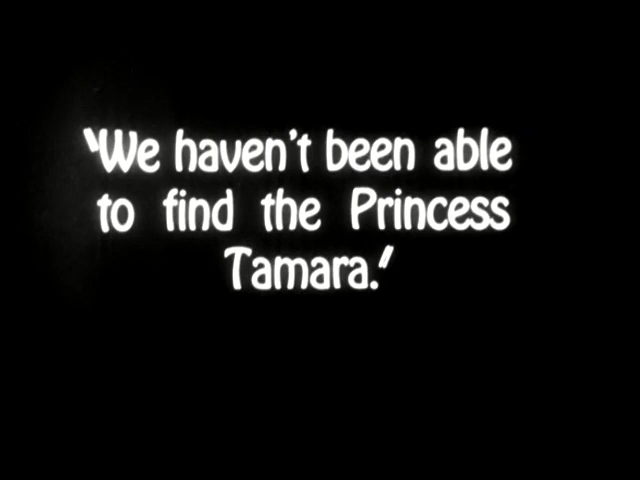 "We haven't been able
to find the Princess
Tamara."